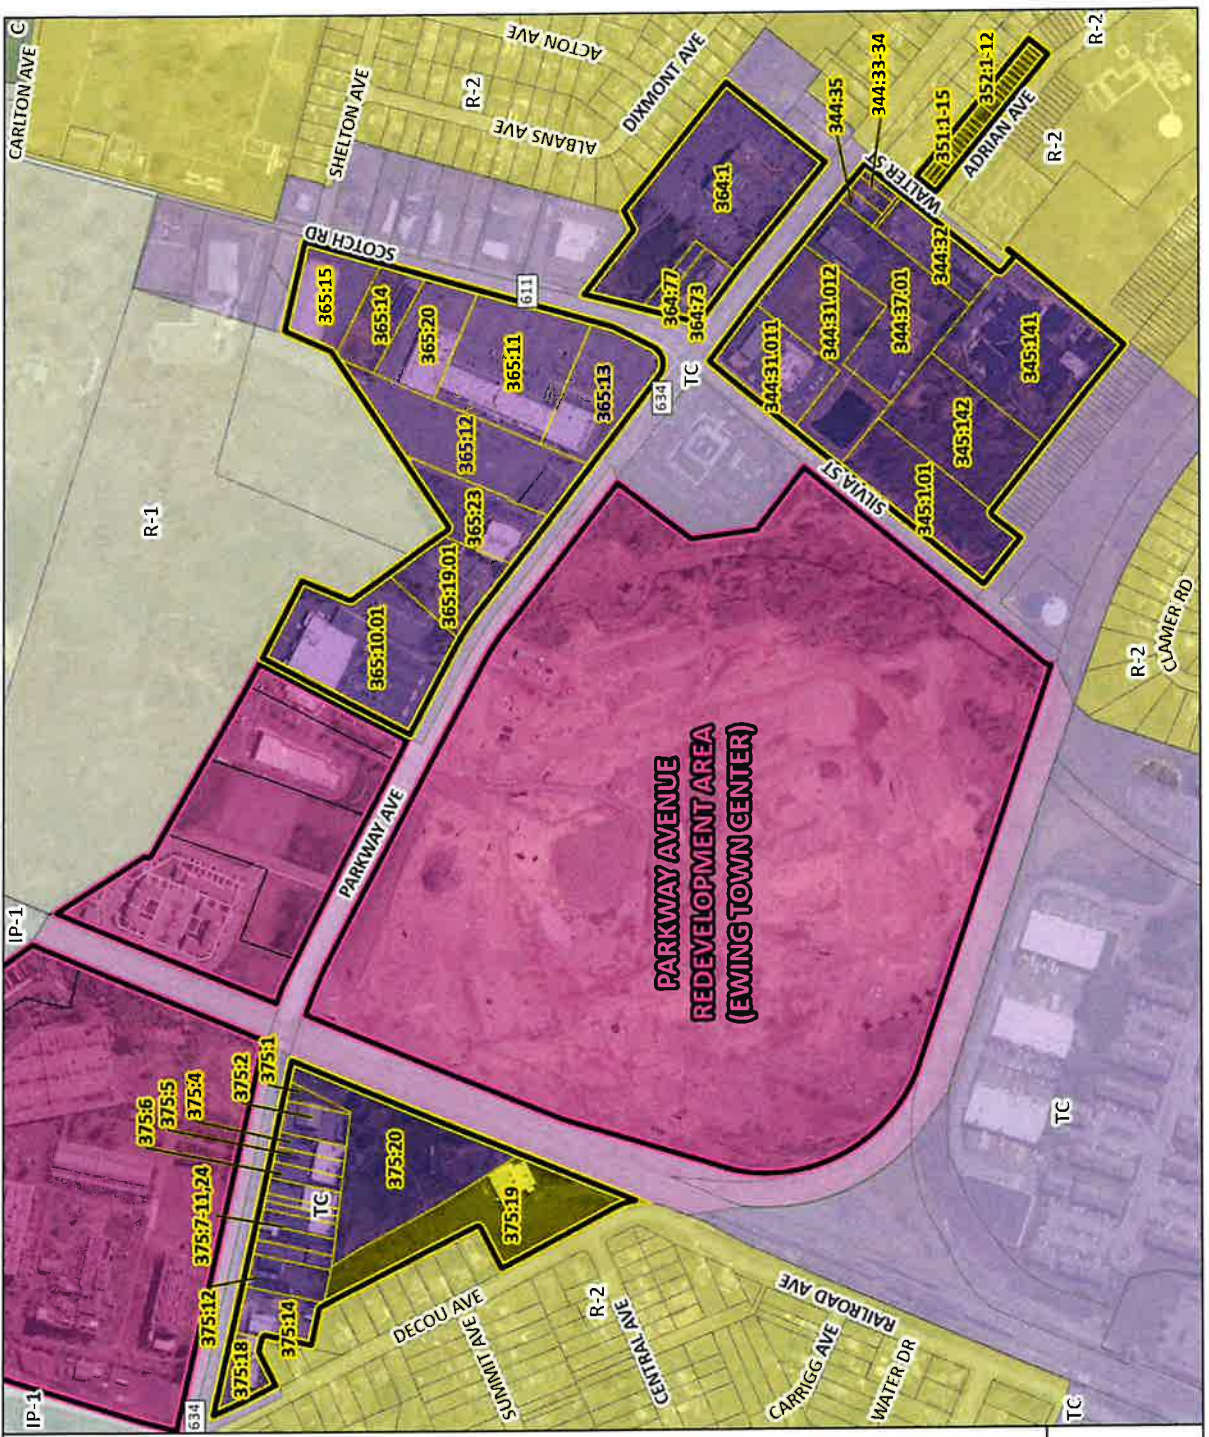 CARLTON AVE
C
ACTON AVE
R-2
SHELTON AVE
R-2
DIXMONT AVE
ALBANS AVE
344:35
344:33-34
352:1-12
351:1-15
ADRIAN AVE
R-2
WALTER ST
364:1
SCOTCH RD
611
365:15
365:14
365:20
365:11
365:13
364:77
364:73
344:32
344:31.012
344:37.01
344:31.011
345:141
634
TC
345:142
345:1.01
SILVIA ST
365:12
365:23
365:19.01
365:10.01
R-1
CLAMER RD
R-2
PARKWAY AVE
PARKWAY AVENUE
REDEVELOPMENT AREA
(EWING TOWN CENTER)
IP-1
375:1
375:2
375:4
375:5
375:6
375:7-11,24
375:12
375:14
375:18
TC
375:20
375:19
TC
DECOU AVE
R-2
SUMMIT AVE
CENTRAL AVE
RAILROAD AVE
CARRIGG AVE
WATER DR
TC
634
IP-1